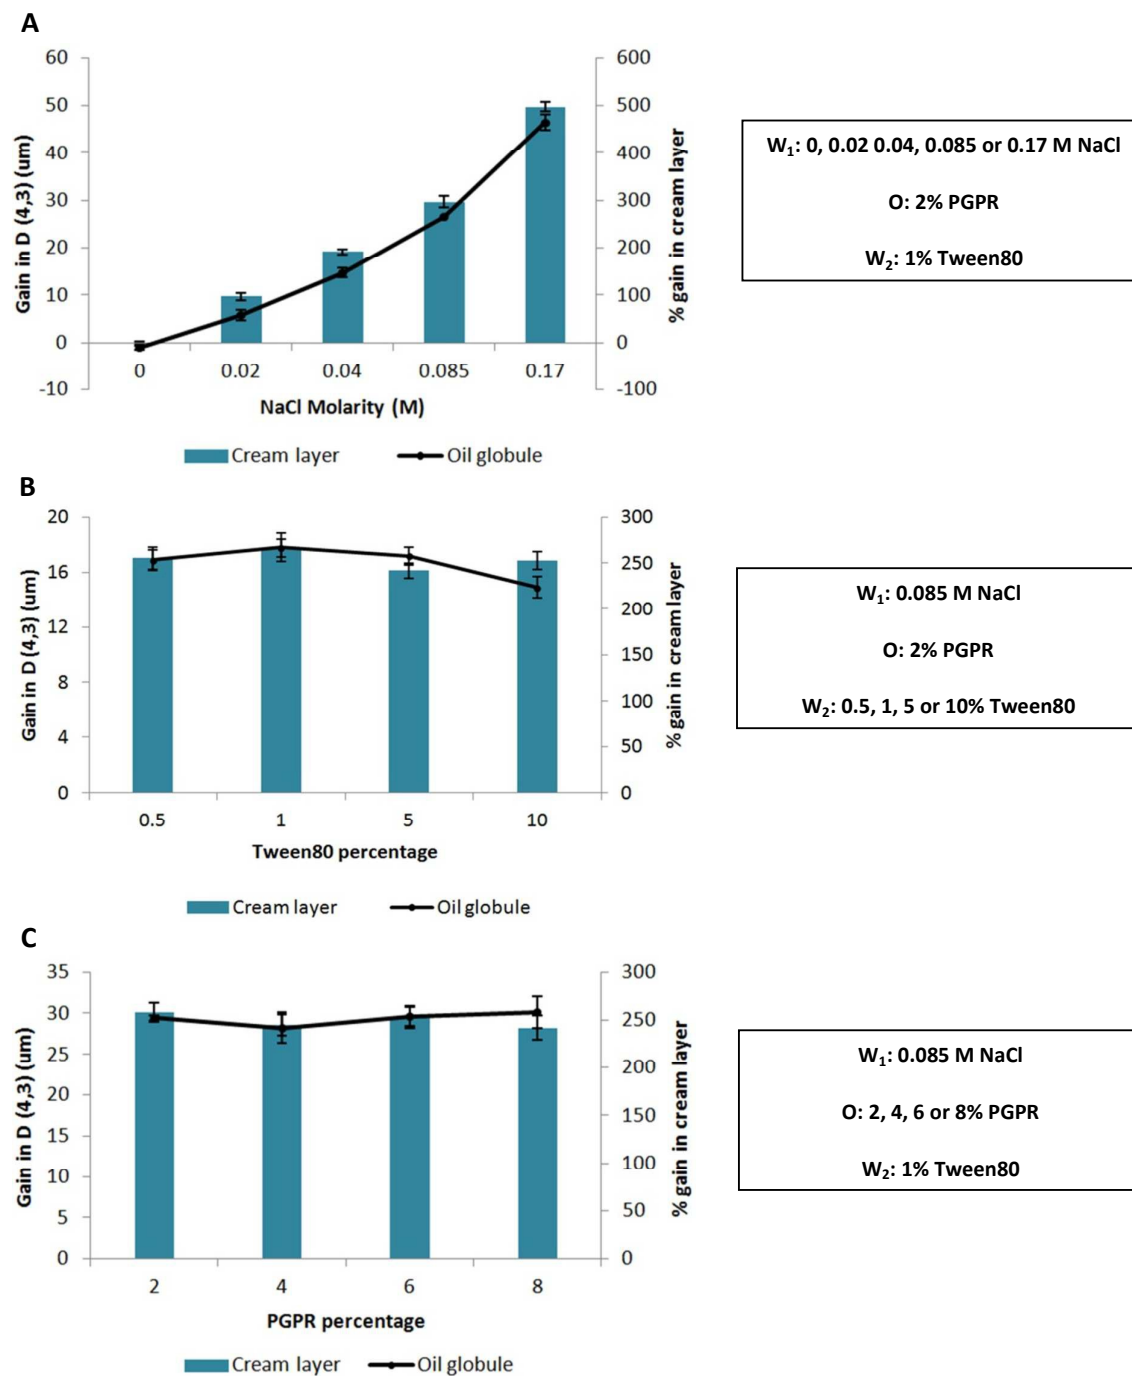 A
60
50
40
30
20
10
0
-10
Gain in D (4,3) (um)
600
500
400
300
200
100
0
-100
% gain in cream layer
0 0.02 0.04 0.085 0.17
NaCl Molarity (M)
Cream layer Oil globule
W₁: 0, 0.02 0.04, 0.085 or 0.17 M NaCl
O: 2% PGPR
W₂: 1% Tween80
B
20
16
12
8
4
0
Gain in D (4,3) (um)
300
250
200
150
100
50
0
% gain in cream layer
0.5 1 5 10
Tween80 percentage
Cream layer Oil globule
W₁: 0.085 M NaCl
O: 2% PGPR
W₂: 0.5, 1, 5 or 10% Tween80
C
35
30
25
20
15
10
5
0
Gain in D (4,3) (um)
300
250
200
150
100
50
0
% gain in cream layer
2 4 6 8
PGPR percentage
Cream layer Oil globule
W₁: 0.085 M NaCl
O: 2, 4, 6 or 8% PGPR
W₂: 1% Tween80